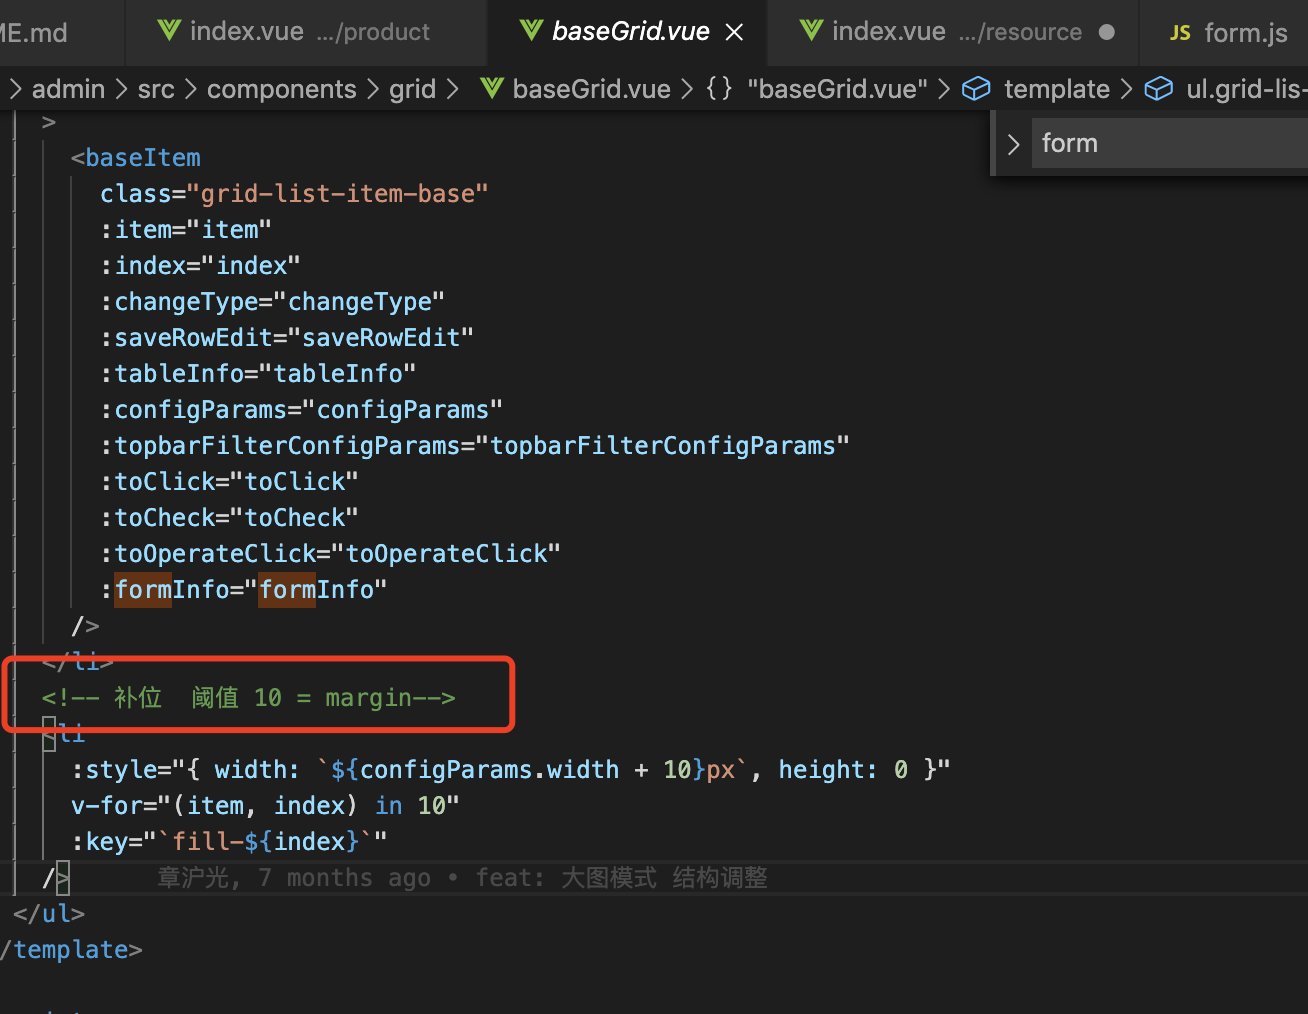 ME.md index.vue .../product baseGrid.vue index.vue .../resource JS form.js
admin src components grid baseGrid.vue {} "baseGrid.vue" template ul.grid-lis-
>
form
<baseItem
class="grid-list-item-base"
:item="item"
:index="index"
:changeType="changeType"
:saveRowEdit="saveRowEdit"
:tableInfo="tableInfo"
:configParams="configParams"
:topbarFilterConfigParams="topbarFilterConfigParams"
:toClick="toClick"
:toCheck="toCheck"
:toOperateClick="toOperateClick"
:formInfo="formInfo"
/>
</li>
<!-- 补位  阈值 10 = margin-->
<li
:style="{ width: `${configParams.width + 10}px`, height: 0 }"
v-for="(item, index) in 10"
:key="`fill-${index}`"
/> 章沪光, 7 months ago • feat: 大图模式 结构调整
</ul>
/template>